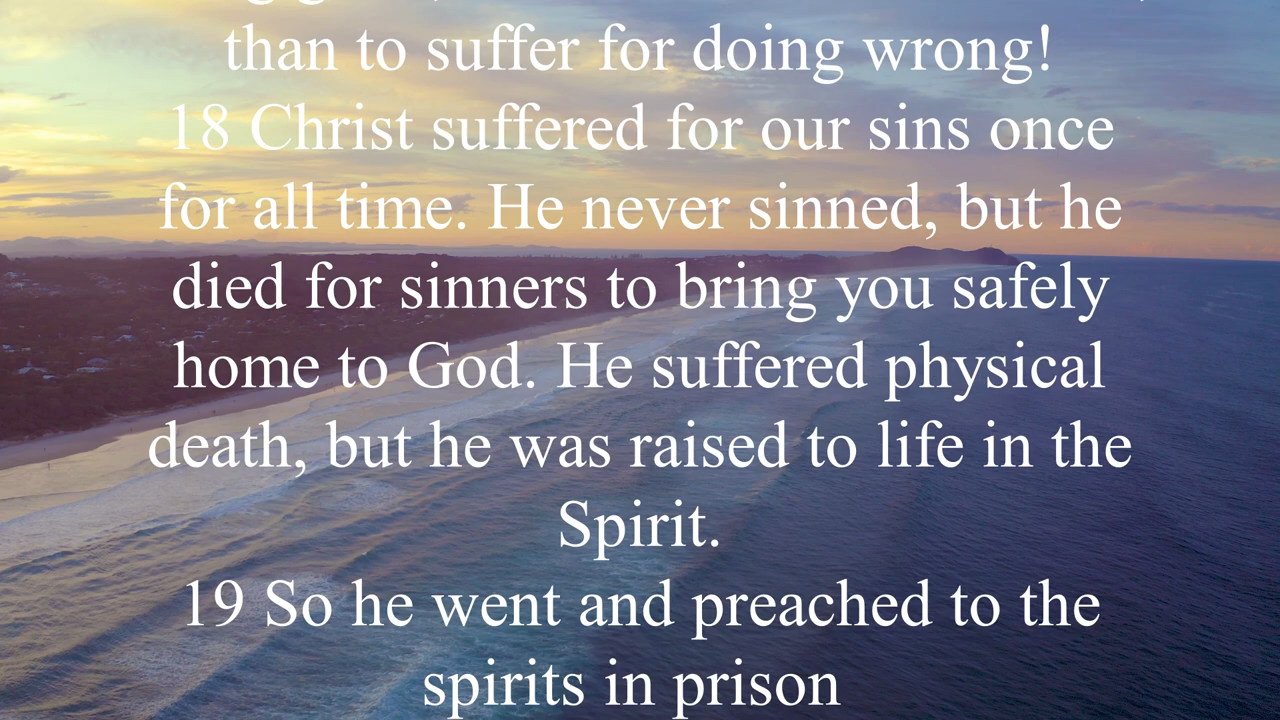 than to suffer for doing wrong!
18 Christ suffered for our sins once
for all time. He never sinned, but he
died for sinners to bring you safely
home to God. He suffered physical
death, but he was raised to life in the
Spirit.
19 So he went and preached to the
spirits in prison